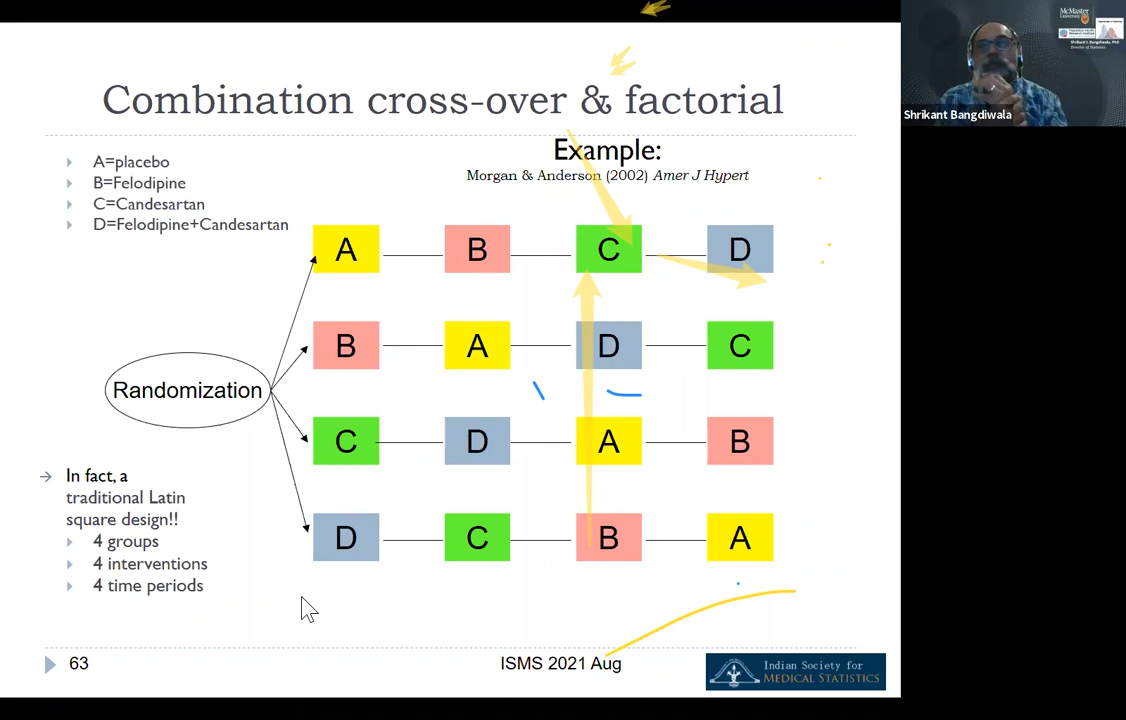 Combination cross-over & factorial
A=placebo
B=Felodipine
C=Candesartan
D=Felodipine+Candesartan
Example:
Morgan & Anderson (2002) Amer J Hypert
A B C D
B A D C
Randomization
C D A B
D C B A
In fact, a
traditional Latin
square design!!
4 groups
4 interventions
4 time periods
63
ISMS 2021 Aug
Indian Society for
MEDICAL STATISTICS
McMaster
University
Shrikant Bangdiwala